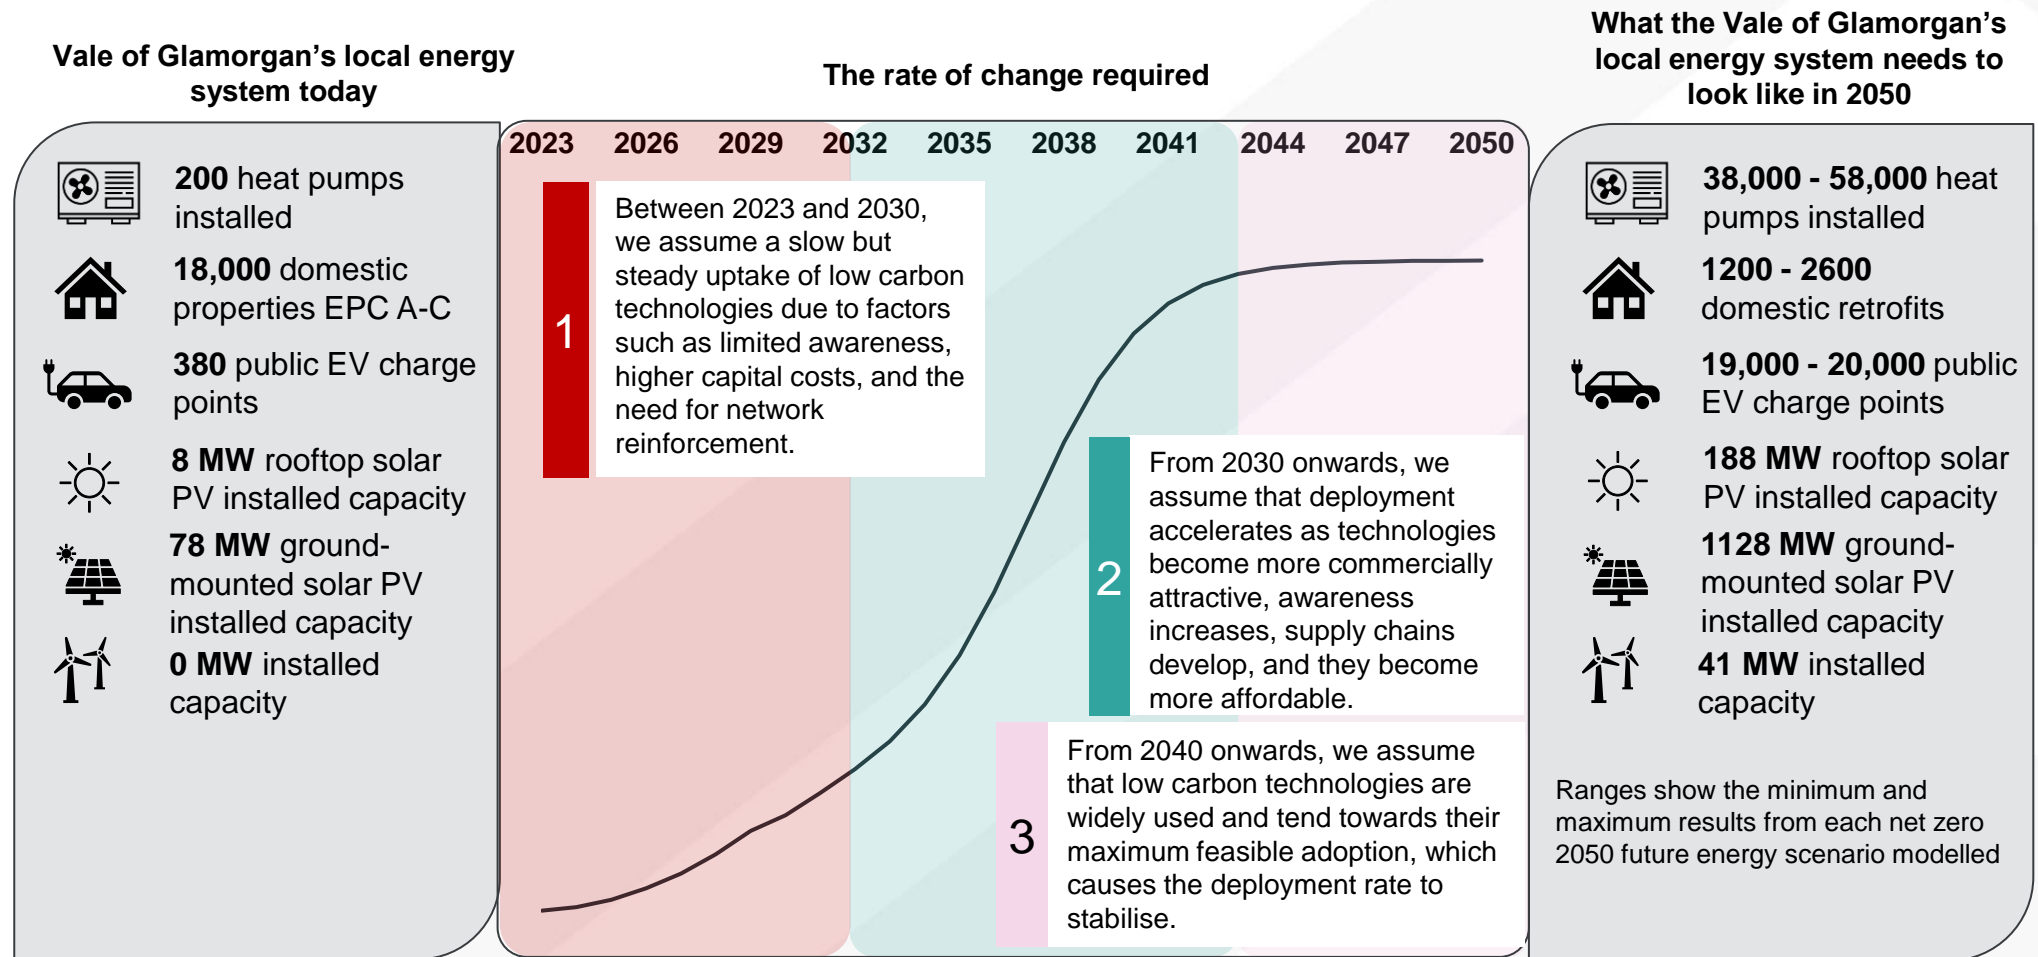 Vale of Glamorgan's local energy
system today
200 heat pumps
installed
18,000 domestic
properties EPC A-C
380 public EV charge
points
8 MW rooftop solar
PV installed capacity
78 MW ground-
mounted solar PV
installed capacity
0 MW installed
capacity
The rate of change required
2023 2026 2029 2032 2035 2038 2041 2044 2047 2050
1
Between 2023 and 2030,
we assume a slow but
steady uptake of low carbon
technologies due to factors
such as limited awareness,
higher capital costs, and the
need for network
reinforcement.
2
From 2030 onwards, we
assume that deployment
accelerates as technologies
become more commercially
attractive, awareness
increases, supply chains
develop, and they become
more affordable.
3
From 2040 onwards, we assume
that low carbon technologies are
widely used and tend towards their
maximum feasible adoption, which
causes the deployment rate to
stabilise.
What the Vale of Glamorgan's
local energy system needs to
look like in 2050
38,000 - 58,000 heat
pumps installed
1200 - 2600
domestic retrofits
19,000 - 20,000 public
EV charge points
188 MW rooftop solar
PV installed capacity
1128 MW ground-
mounted solar PV
installed capacity
41 MW installed
capacity
Ranges show the minimum and
maximum results from each net zero
2050 future energy scenario modelled